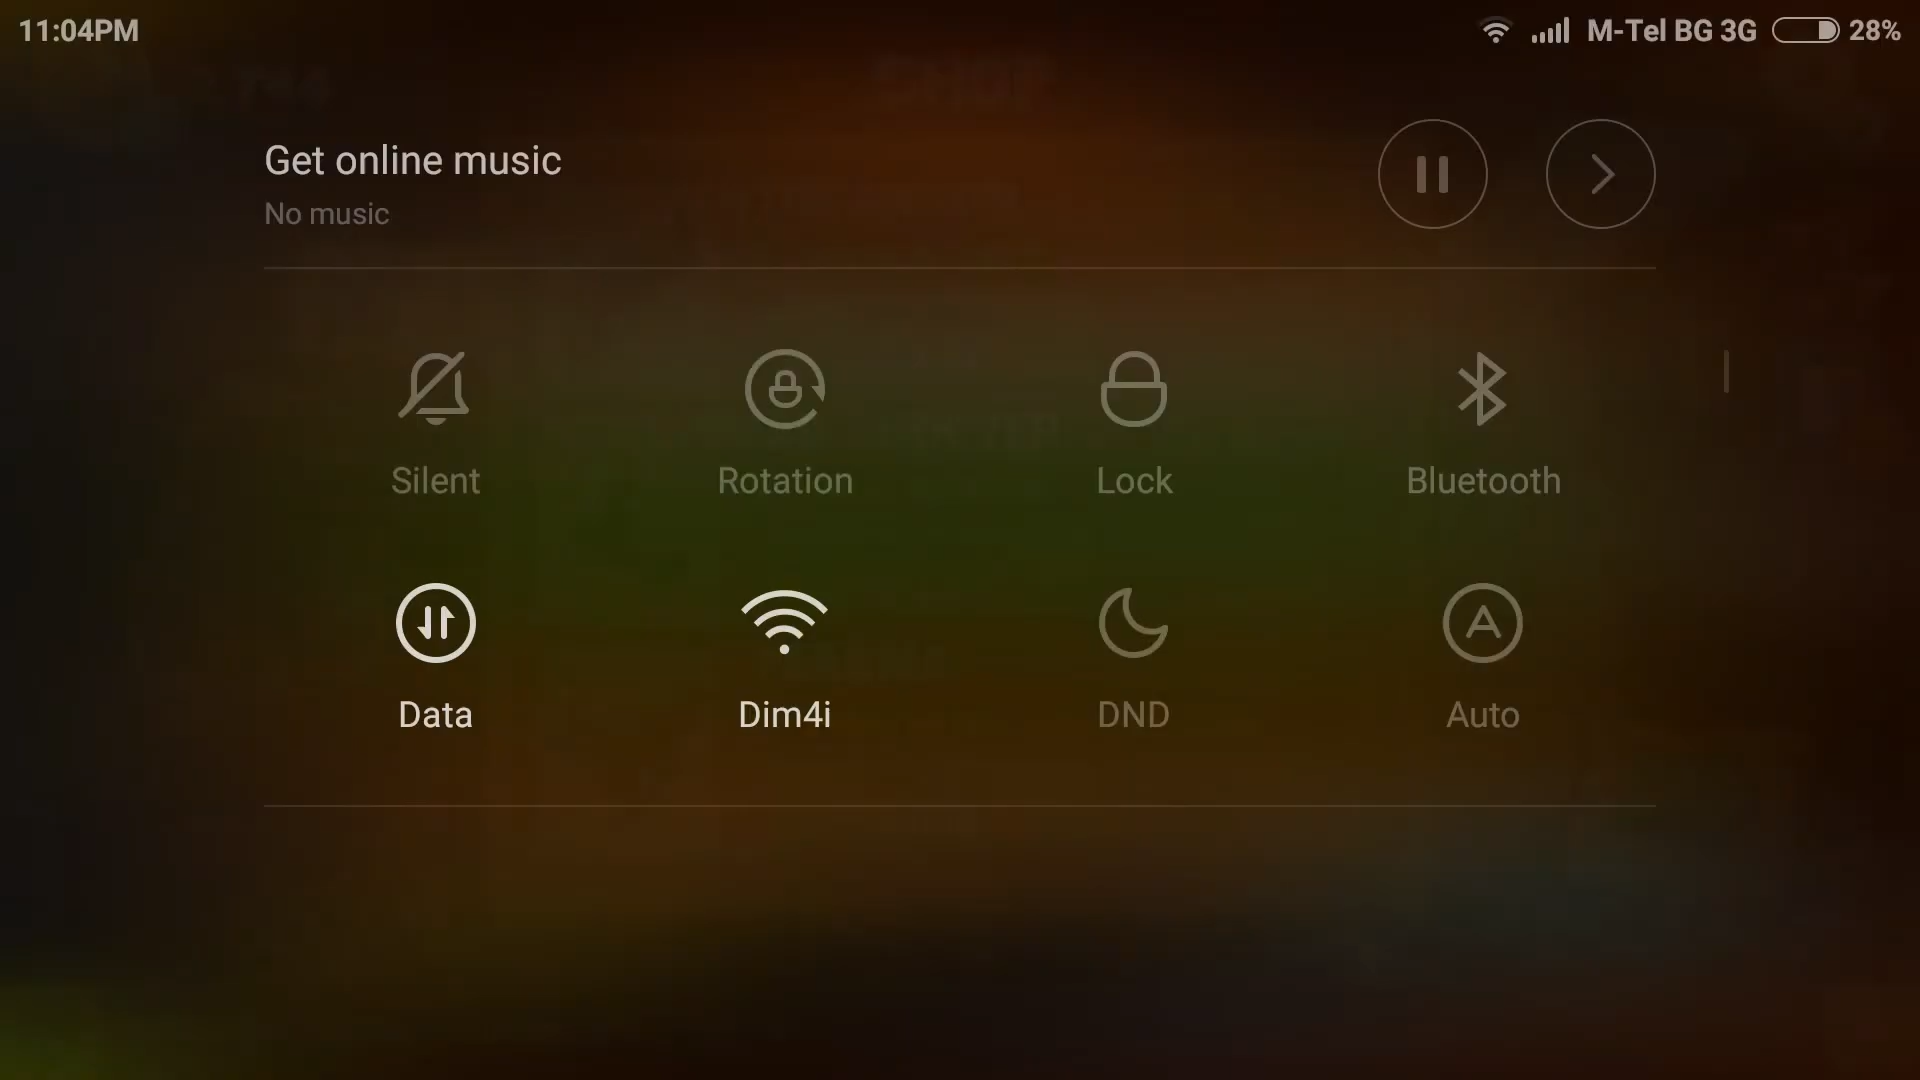 11:04PM
M-Tel BG 3G 28%
Get online music
No music
Silent
Rotation
Lock
Bluetooth
Data
Dim4i
DND
Auto